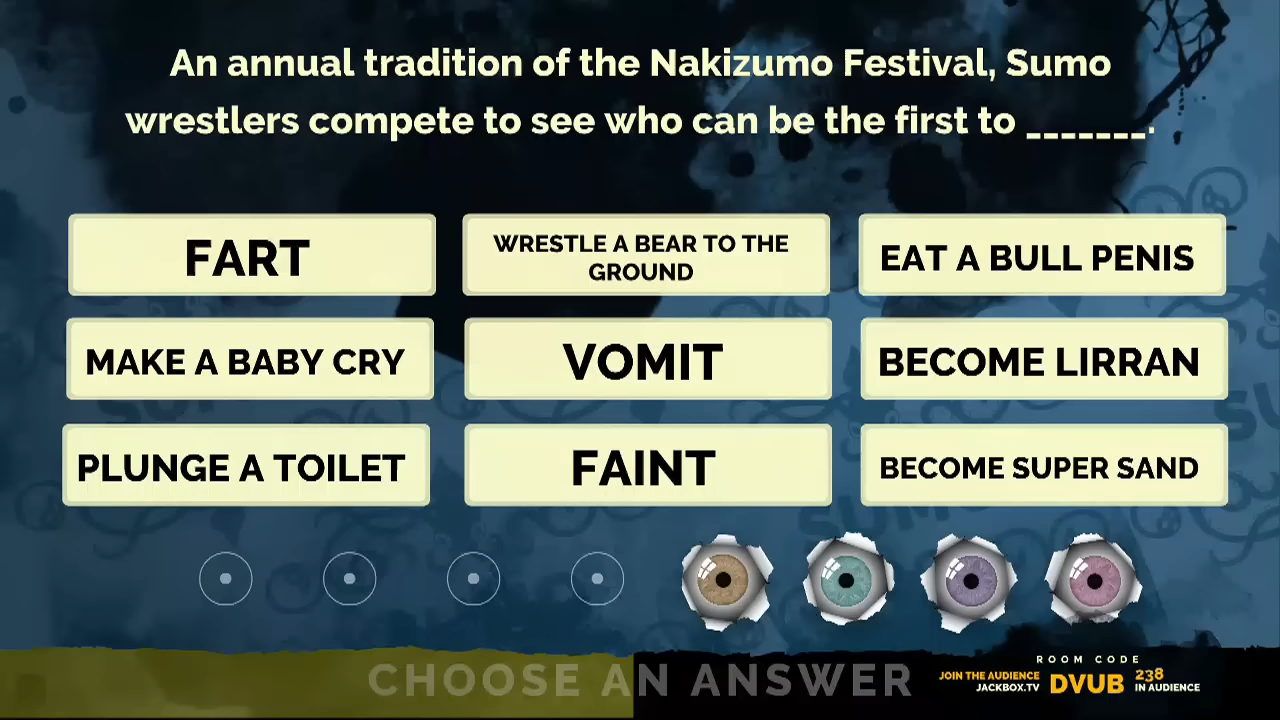 An annual tradition of the Nakizumo Festival, Sumo
wrestlers compete to see who can be the first to _______.
FART
WRESTLE A BEAR TO THE
GROUND
EAT A BULL PENIS
MAKE A BABY CRY
VOMIT
BECOME LIRRAN
PLUNGE A TOILET
FAINT
BECOME SUPER SAND
CHOOSE AN ANSWER
ROOM CODE
JOIN THE AUDIENCE
JACKBOX.TV
DVUB
238
IN AUDIENCE